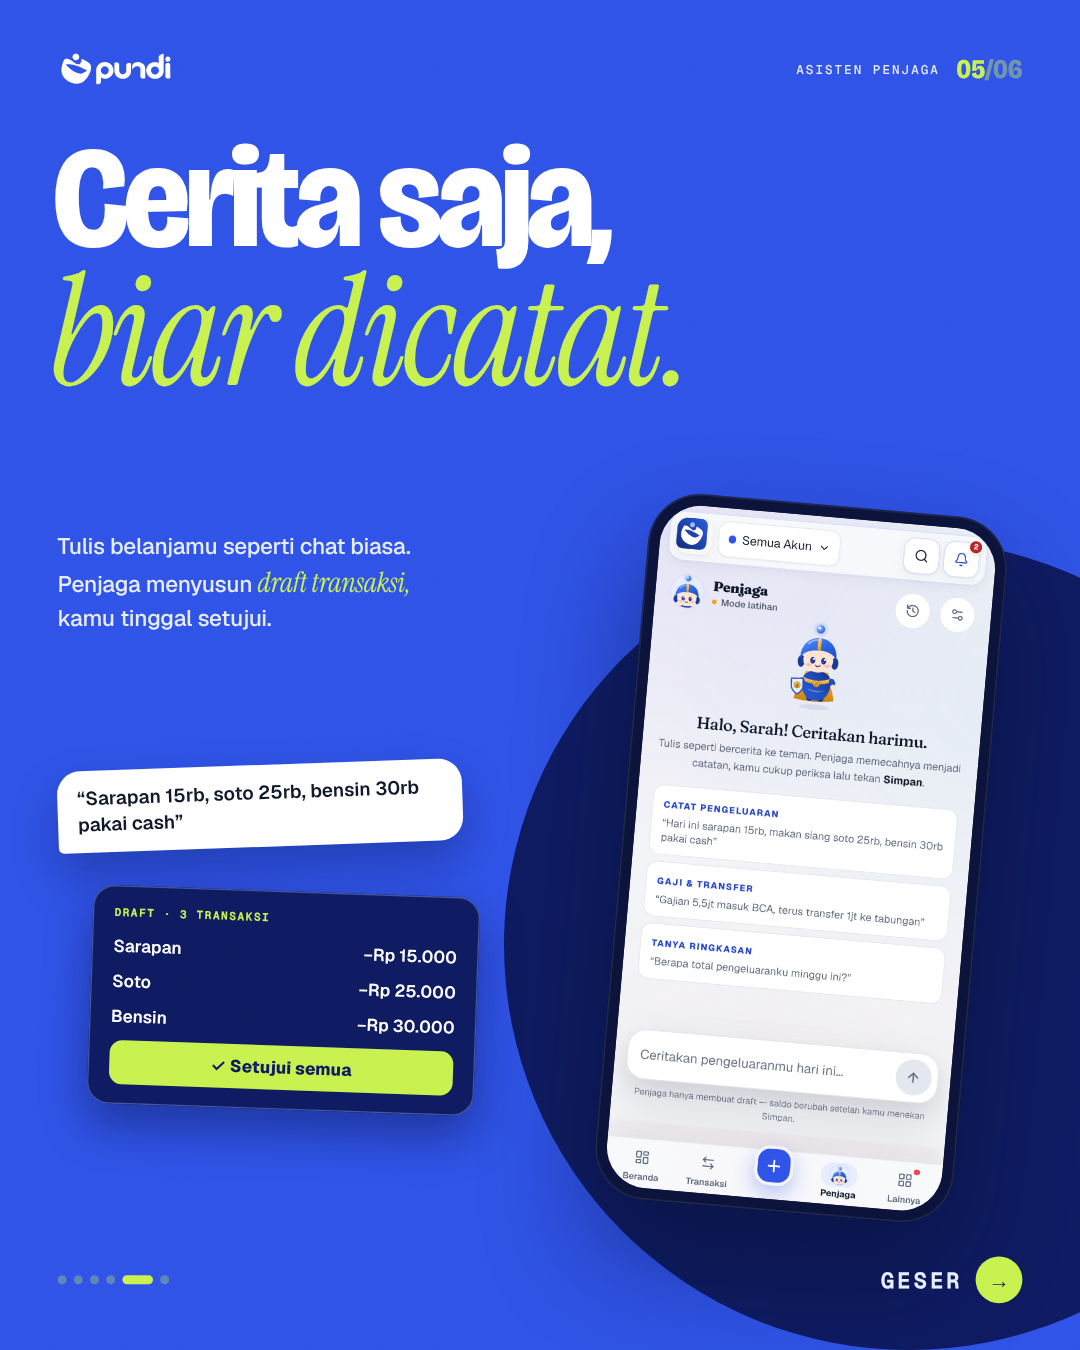 pundi
ASISTEN PENJAGA 05/06
Cerita saja,
biar dicatat.
Tulis belanjamu seperti chat biasa.
Penjaga menyusun draft transaksi,
kamu tinggal setujui.
“Sarapan 15rb, soto 25rb, bensin 30rb
pakai cash”
DRAFT · 3 TRANSAKSI
Sarapan −Rp 15.000
Soto −Rp 25.000
Bensin −Rp 30.000
✓ Setujui semua
Semua Akun
2
Penjaga
Mode latihan
Halo, Sarah! Ceritakan harimu.
Tulis seperti bercerita ke teman. Penjaga memecahnya menjadi
catatan, kamu cukup periksa lalu tekan Simpan.
CATAT PENGELUARAN
“Hari ini sarapan 15rb, makan siang soto 25rb, bensin 30rb
pakai cash”
GAJI & TRANSFER
“Gajian 5,5jt masuk BCA, terus transfer 1jt ke tabungan”
TANYA RINGKASAN
“Berapa total pengeluaranku minggu ini?”
Ceritakan pengeluaranmu hari ini...
Penjaga hanya membuat draft — saldo berubah setelah kamu menekan
Simpan.
Beranda Transaksi Penjaga Lainnya
GESER →